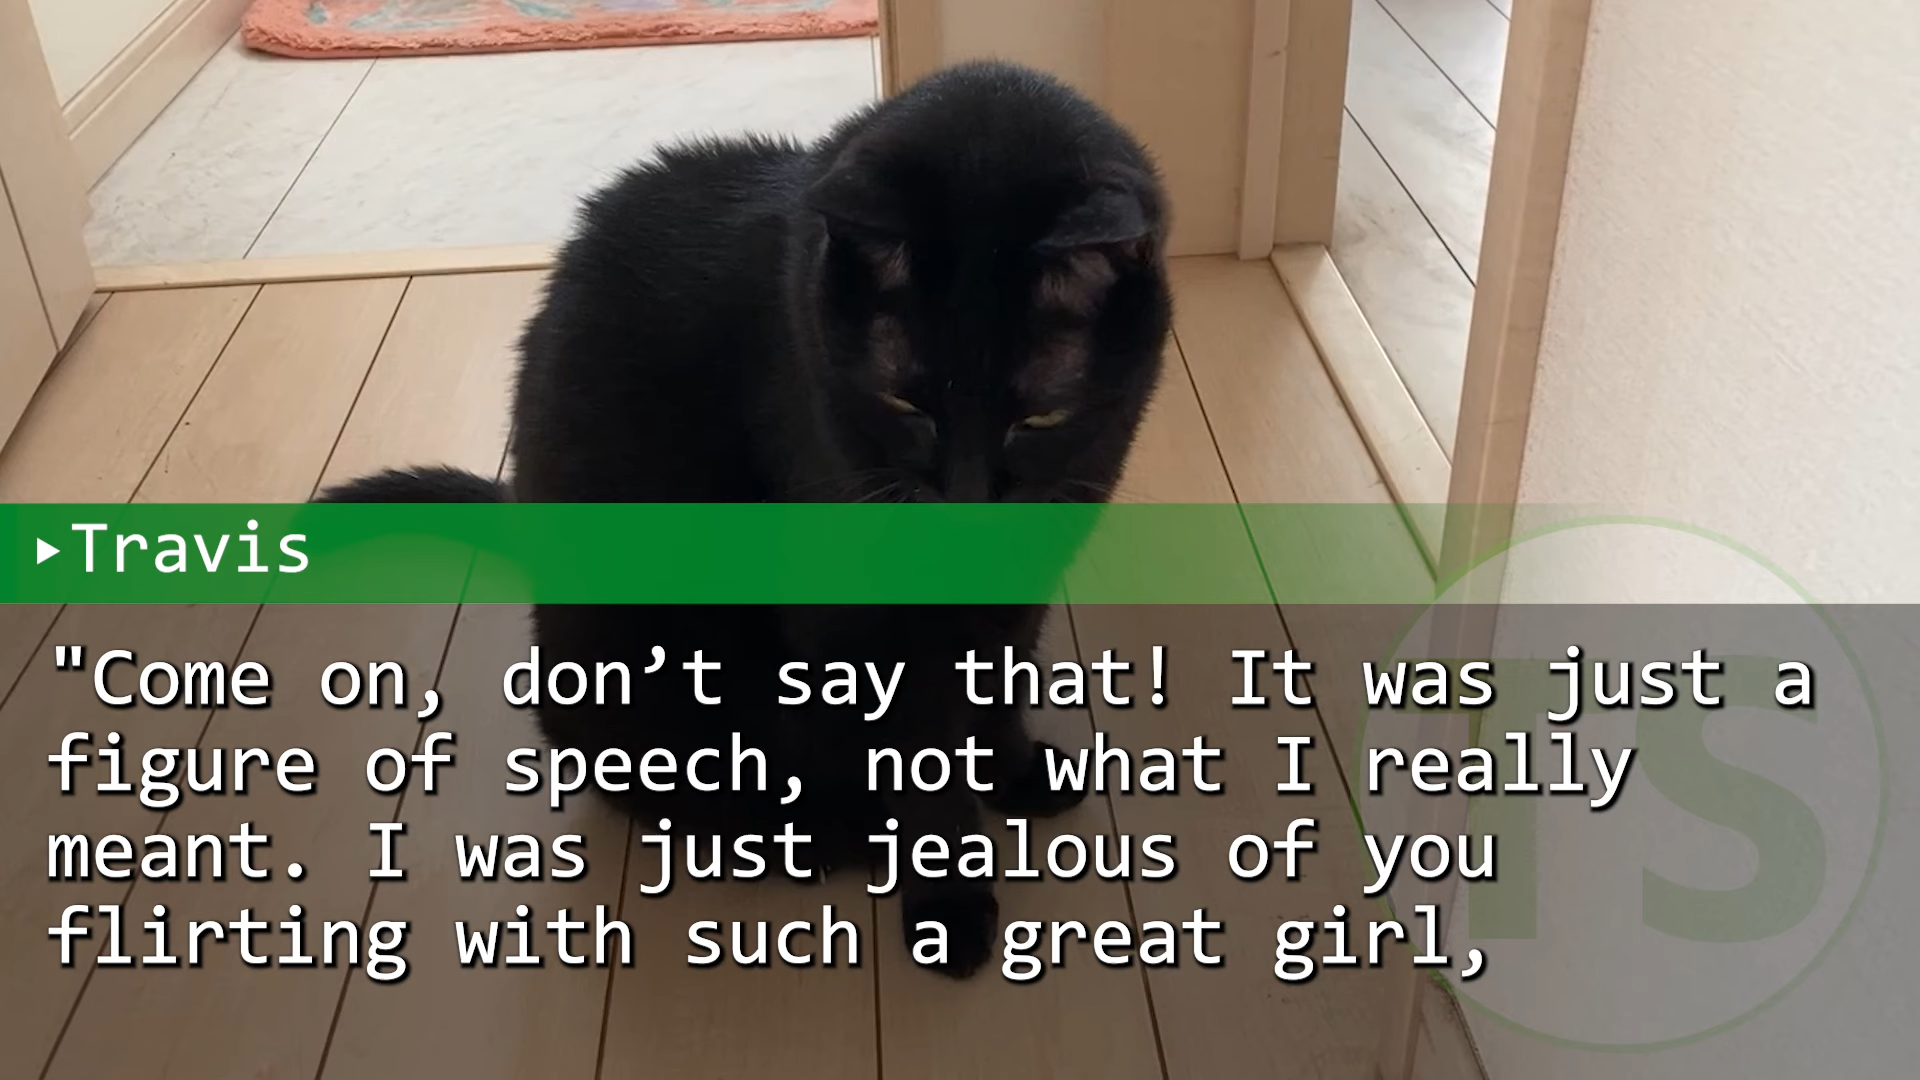 ▶Travis
"Come on, don’t say that! It was just a
figure of speech, not what I really
meant. I was just jealous of you
flirting with such a great girl,
TS